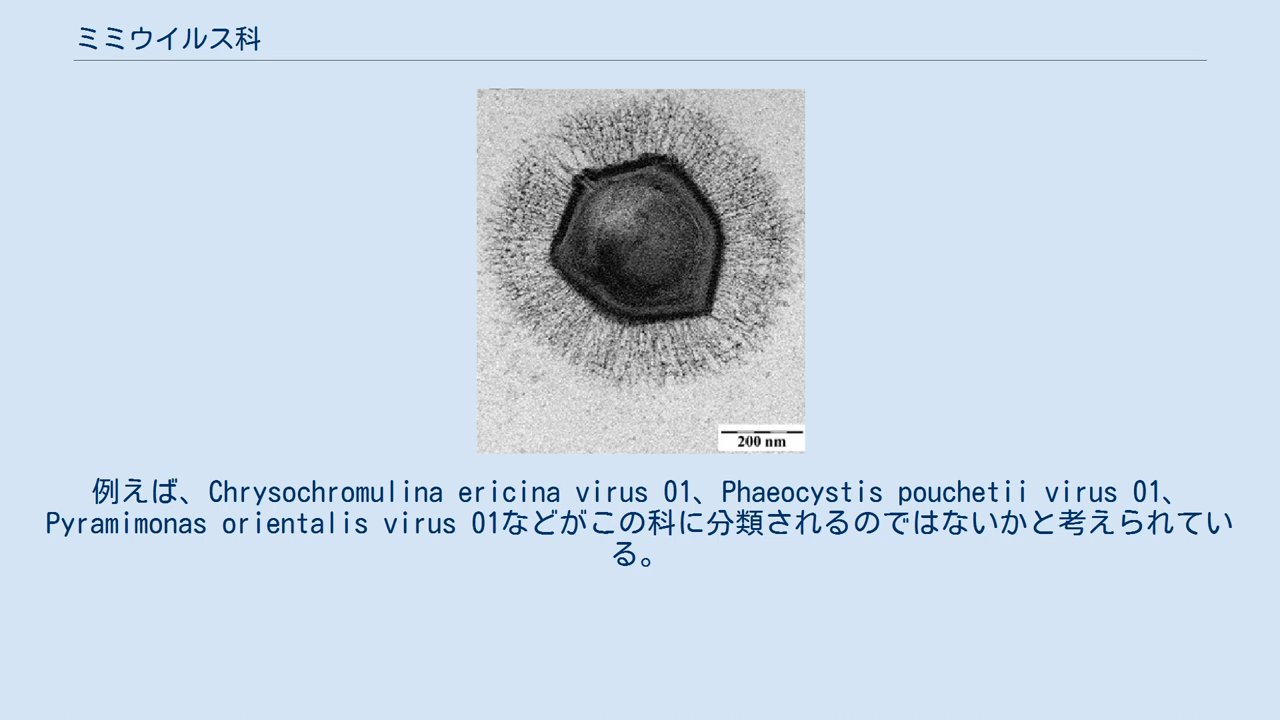 ミミウイルス科
200 nm
例えば、Chrysochromulina ericina virus 01、Phaeocystis pouchetii virus 01、
Pyramimonas orientalis virus 01などがこの科に分類されるのではないかと考えられてい
る。